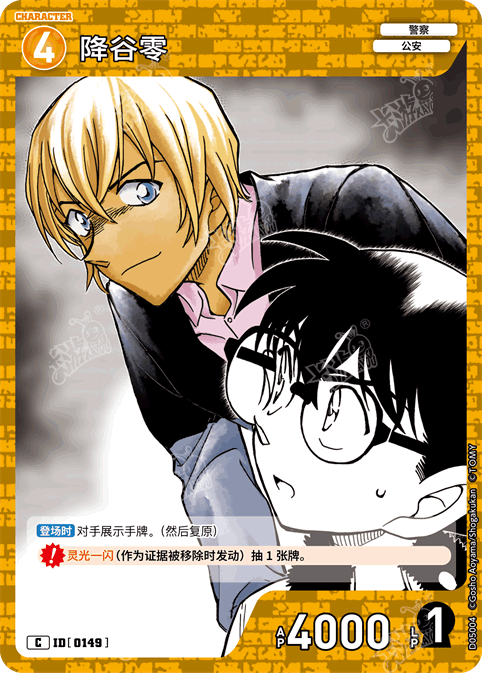 CHARACTER
4 降谷零
警察
公安
登场时 对手展示手牌。(然后复原)
灵光一闪(作为证据被移除时发动) 抽 1 张牌。
C ID[ 0149 ]
AP 4000 LP 1
D05004 ©Gosho Aoyama/Shogakukan ©TOMY